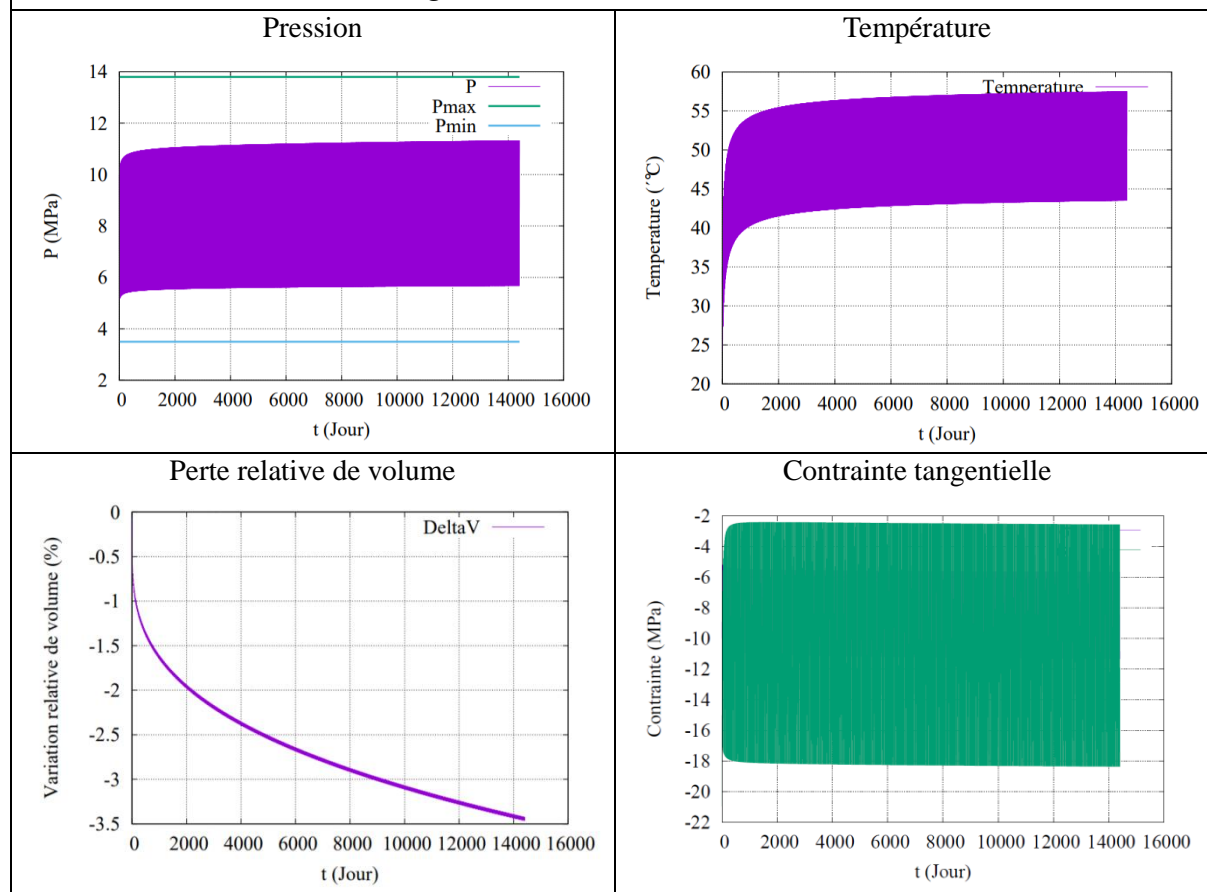 Pression
14
12
10
8
6
4
2
P (MPa)
P
Pmax
Pmin
0 2000 4000 6000 8000 10000 12000 14000 16000
t (Jour)
Température
60
55
50
45
40
35
30
25
20
Temperature (´°C)
Temperature
0 2000 4000 6000 8000 10000 12000 14000 16000
t (Jour)
Perte relative de volume
0
-0.5
-1
-1.5
-2
-2.5
-3
-3.5
Variation relative de volume (%)
DeltaV
0 2000 4000 6000 8000 10000 12000 14000 16000
t (Jour)
Contrainte tangentielle
-2
-4
-6
-8
-10
-12
-14
-16
-18
-20
-22
Contrainte (MPa)
0 2000 4000 6000 8000 10000 12000 14000 16000
t (Jour)